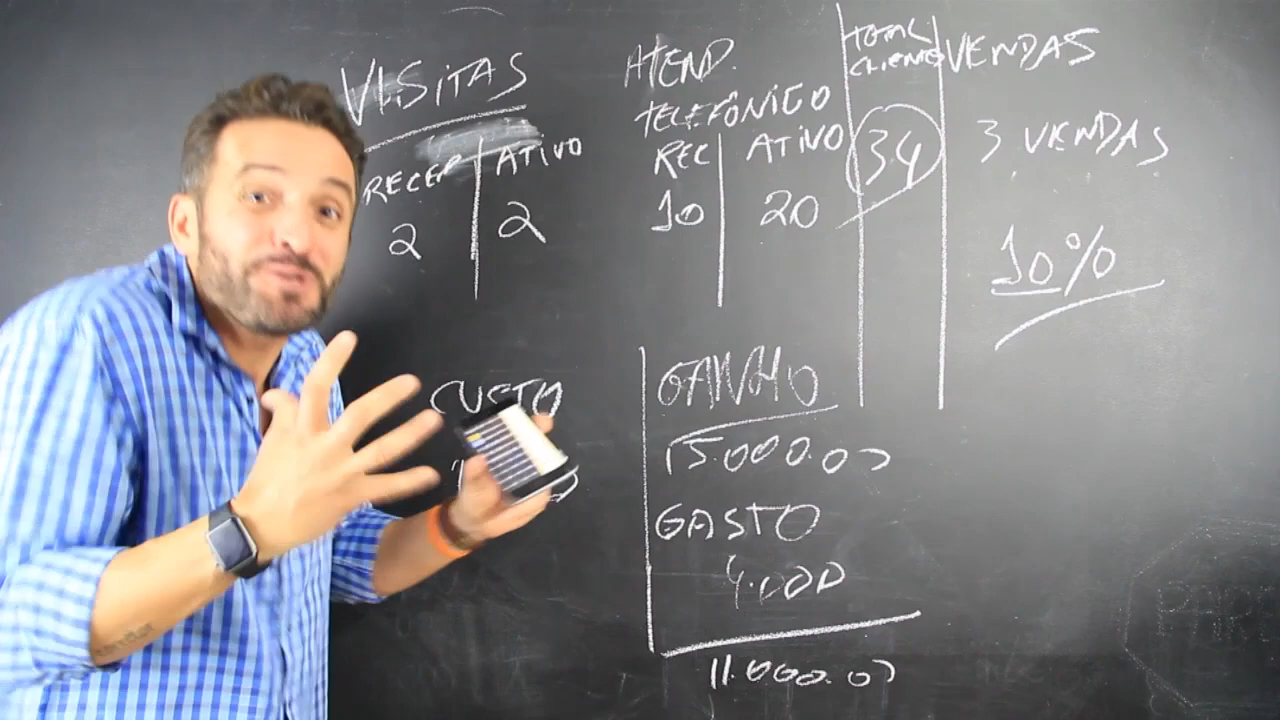 VISITAS
RECEP ATIVO
2 2
ATEND.
TELEFÔNICO
REC ATIVO
10 20
TOTAL
CLIENTE
34
VENDAS
3 VENDAS
10%
CUSTO
GANHO
15.000.00
GASTO
4.000
11.000.00